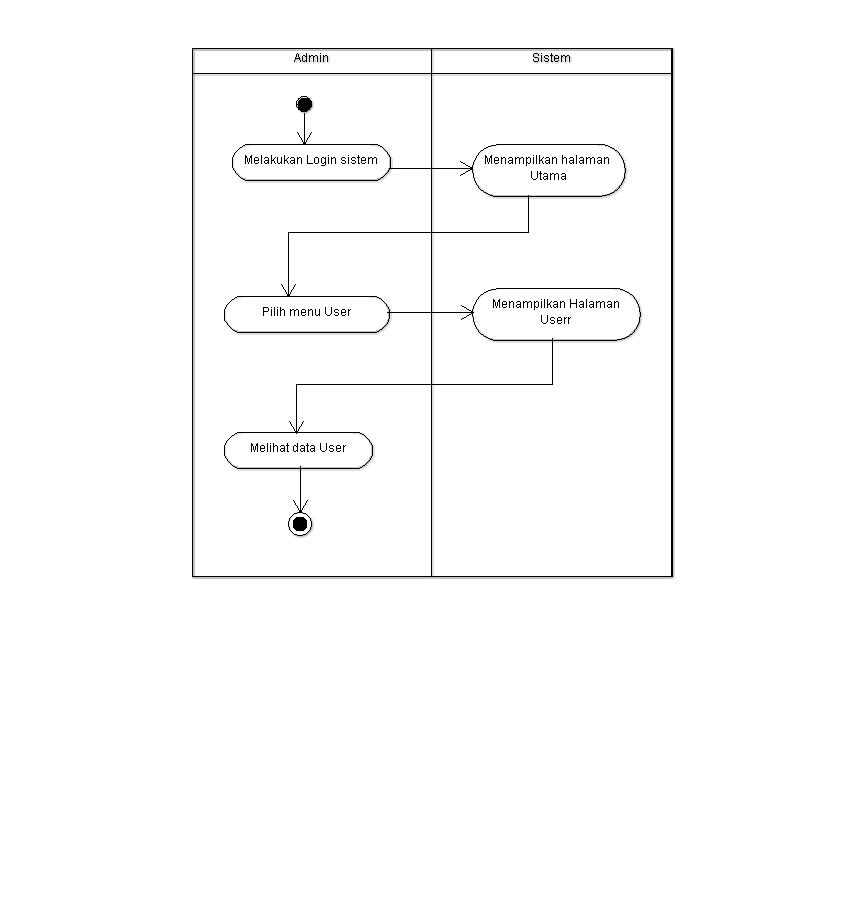 Admin
Sistem
Melakukan Login sistem
Menampilkan halaman
Utama
Pilih menu User
Menampilkan Halaman
Userr
Melihat data User